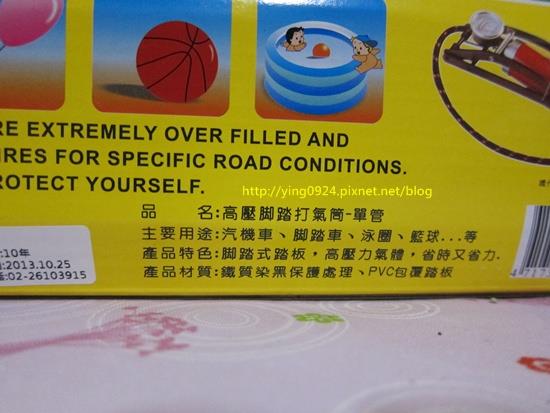 RE EXTREMELY OVER FILLED AND
IRES FOR SPECIFIC ROAD CONDITIONS.
ROTECT YOURSELF.
http://ying0924.pixnet.net/blog
品 名:高壓脚踏打氣筒-單管
主要用途:汽機車、脚踏車、泳圈、籃球...等
產品特色:脚踏式踏板,高壓力氣體,省時又省力.
產品材質:鐵質染黑保護處理、PVC包覆踏板
:10年
:2013.10.25
:02-26103915